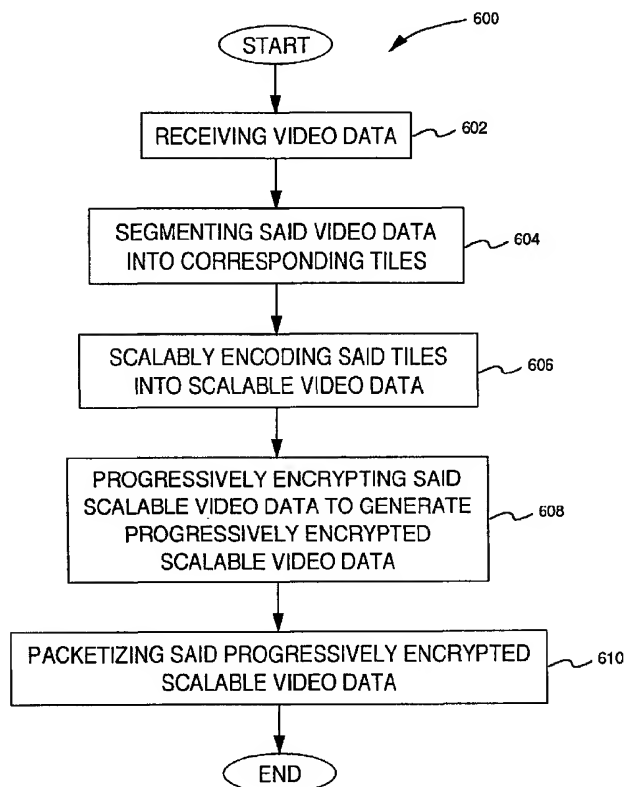 START
600
RECEIVING VIDEO DATA
602
SEGMENTING SAID VIDEO DATA
INTO CORRESPONDING TILES
604
SCALABLY ENCODING SAID TILES
INTO SCALABLE VIDEO DATA
606
PROGRESSIVELY ENCRYPTING SAID
SCALABLE VIDEO DATA TO GENERATE
PROGRESSIVELY ENCRYPTED
SCALABLE VIDEO DATA
608
PACKETIZING SAID PROGRESSIVELY ENCRYPTED
SCALABLE VIDEO DATA
610
END